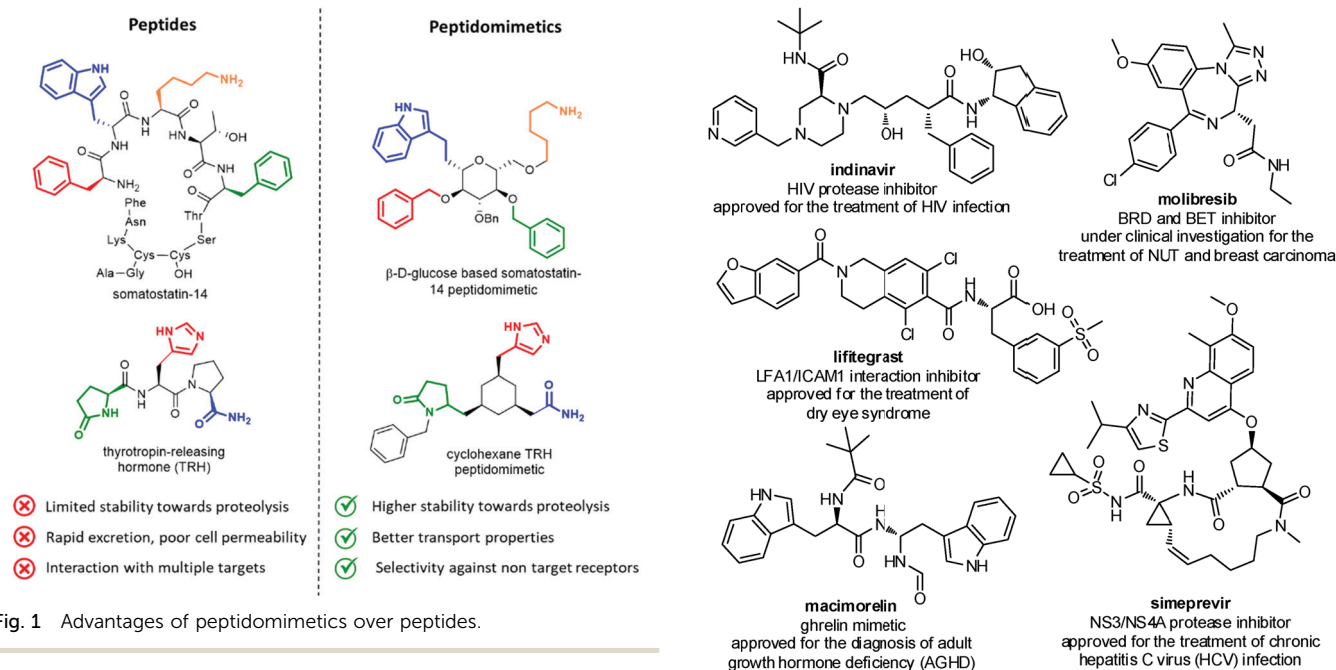 Peptides
NH
NH2
O
O
N
H
HN
OH
O
NH
O
HN
O
NH2
O
Phe
Asn
Lys
Cys
Cys
Ser
Thr
Ala
Gly
OH
somatostatin-14
HN
N
O
N
H
O
N
NH
O
O
NH2
thyrotropin-releasing
hormone (TRH)
Limited stability towards proteolysis
Rapid excretion, poor cell permeability
Interaction with multiple targets
Peptidomimetics
HN
NH2
O
O
O
O
OBn
β-D-glucose based somatostatin-
14 peptidomimetic
HN
N
O
N
O
NH2
cyclohexane TRH
peptidomimetic
Higher stability towards proteolysis
Better transport properties
Selectivity against non target receptors
Fig. 1 Advantages of peptidomimetics over peptides.
HN
O
N
N
N
OH
O
N
H
HO
indinavir
HIV protease inhibitor
approved for the treatment of HIV infection
O
N
N
N
N
Cl
O
NH
molibresib
BRD and BET inhibitor
under clinical investigation for the
treatment of NUT and breast carcinoma
O
O
N
Cl
Cl
O
H
N
O
OH
O
S
O
lifitegrast
LFA1/ICAM1 interaction inhibitor
approved for the treatment of
dry eye syndrome
HN
O
N
H
O
H
N
HN
O
NH
macimorelin
ghrelin mimetic
approved for the diagnosis of adult
growth hormone deficiency (AGHD)
O
N
N
S
O
O
S
O
NH
O
H
N
O
H
H
O
N
simeprevir
NS3/NS4A protease inhibitor
approved for the treatment of chronic
hepatitis C virus (HCV) infection